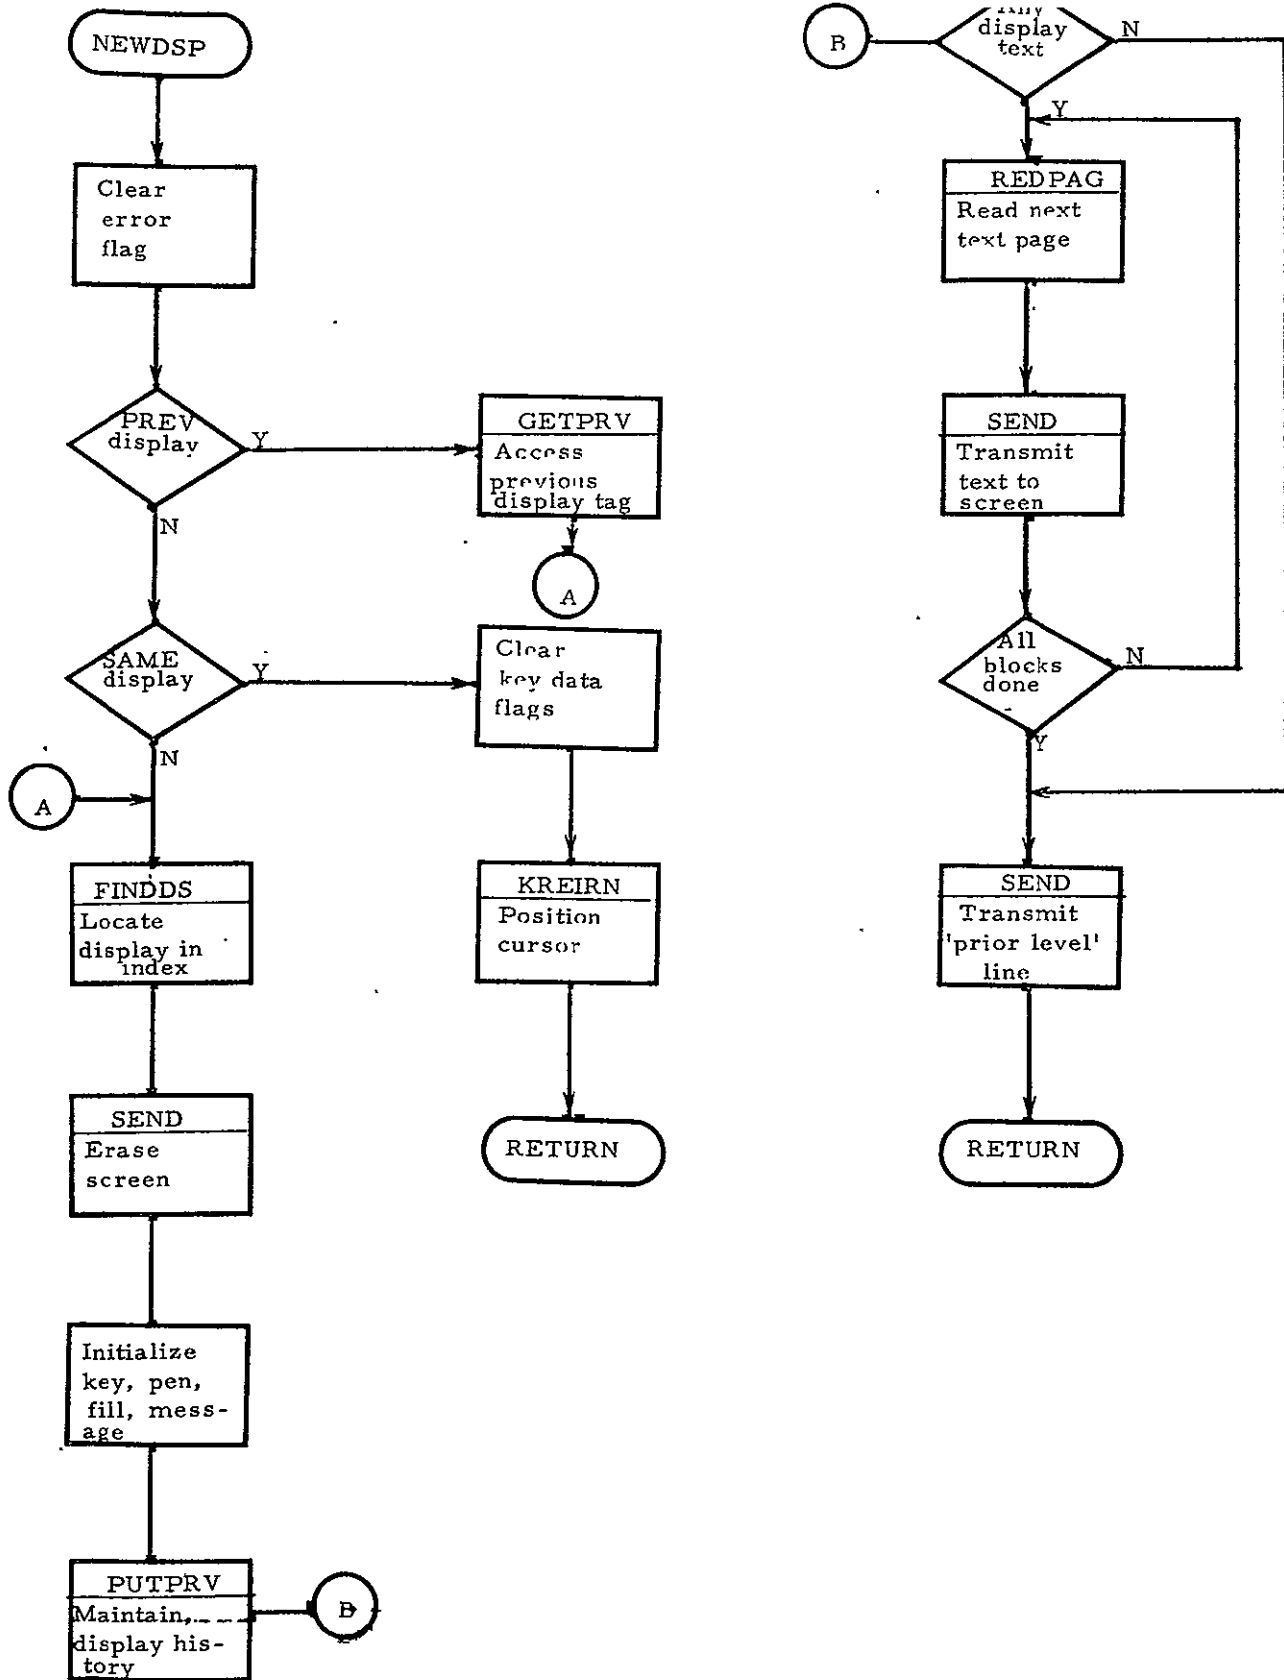 NEWDSP
Clear
error
flag
PREV
display
Y
N
GETPRV
Access
previous
display tag
A
SAME
display
Y
N
Clear
key data
flags
A
KREIRN
Position
cursor
RETURN
FINDDS
Locate
display in
index
SEND
Erase
screen
Initialize
key, pen,
fill, mess-
age
PUTPRV
Maintain,
display his-
tory
B
B
Any
display
text
N
Y
REDPAG
Read next
text page
SEND
Transmit
text to
screen
All
blocks
done
N
Y
SEND
Transmit
'prior level'
line
RETURN